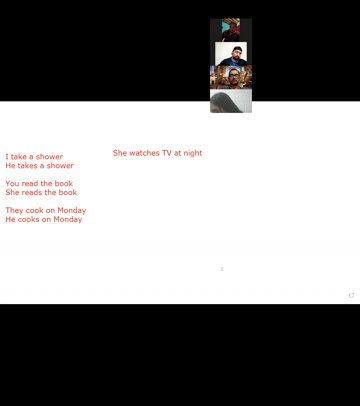 I take a shower
He takes a shower
You read the book
She reads the book
They cook on Monday
He cooks on Monday
She watches TV at night